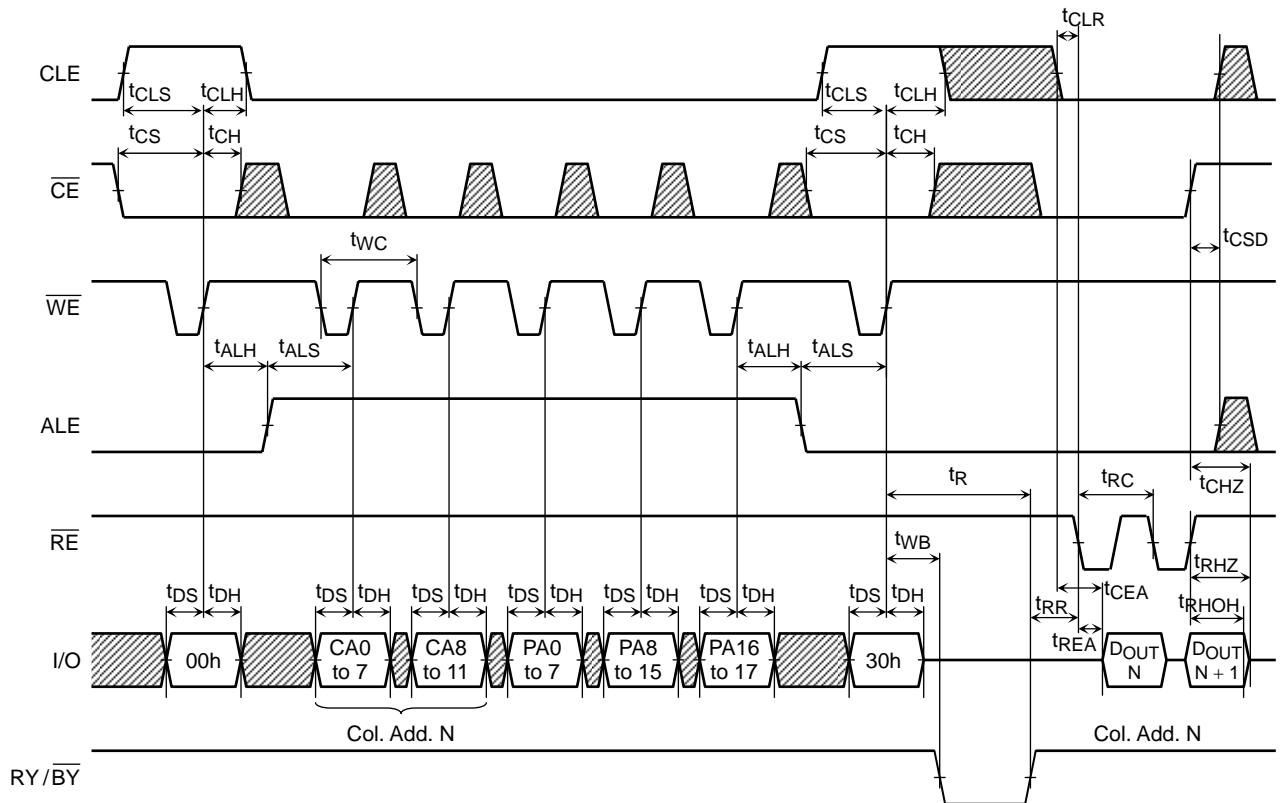 tCLR
CLE
tCLS tCLH tCLS tCLH
tCS tCH tCS tCH
CE
tWC tCSD
WE
tALH tALS tALH tALS
ALE
tR tRC tCHZ
RE
tWB tRHZ
tDS tDH tDS tDH tDS tDH tDS tDH tDS tDH tDS tDH tDS tDH tCEA
tRR tRHOH
tREA
I/O 00h CA0 to 7 CA8 to 11 PA0 to 7 PA8 to 15 PA16 to 17 30h DOUT N DOUT N + 1
Col. Add. N Col. Add. N
RY/BY